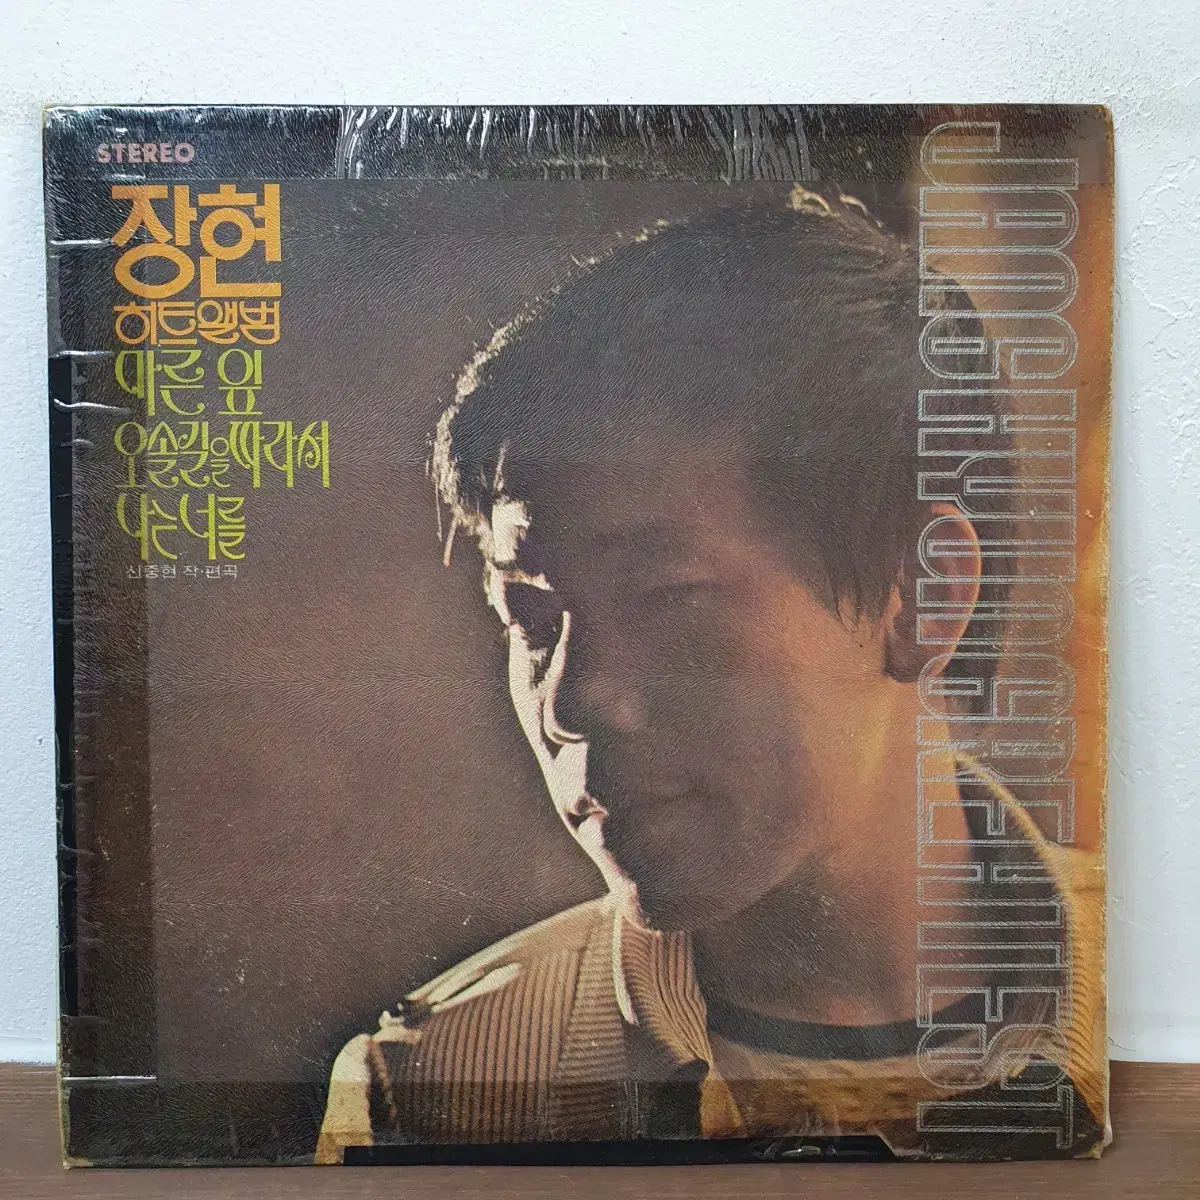 STEREO
장현
히트앨범
마른 잎
오솔길을 따라서
나는 너를
신중현 작·편곡
JANG HYUN
GREATEST